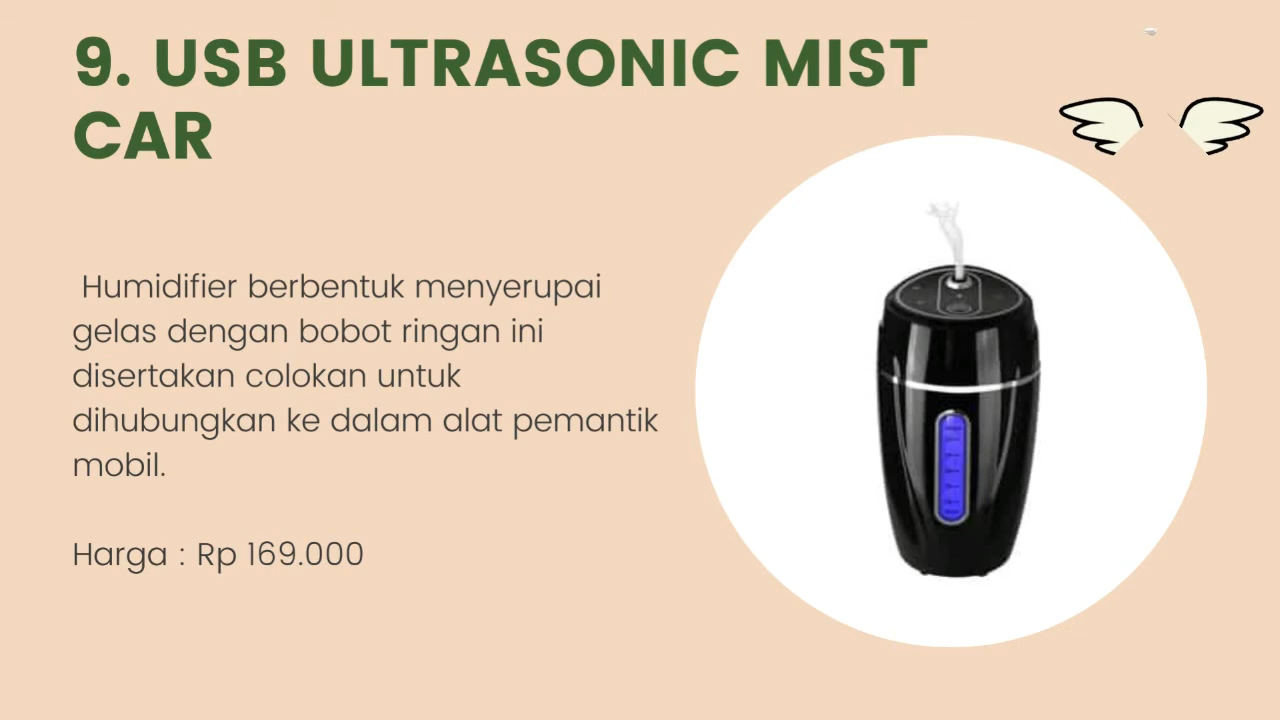 9. USB ULTRASONIC MIST
CAR
Humidifier berbentuk menyerupai
gelas dengan bobot ringan ini
disertakan colokan untuk
dihubungkan ke dalam alat pemantik
mobil.
Harga : Rp 169.000